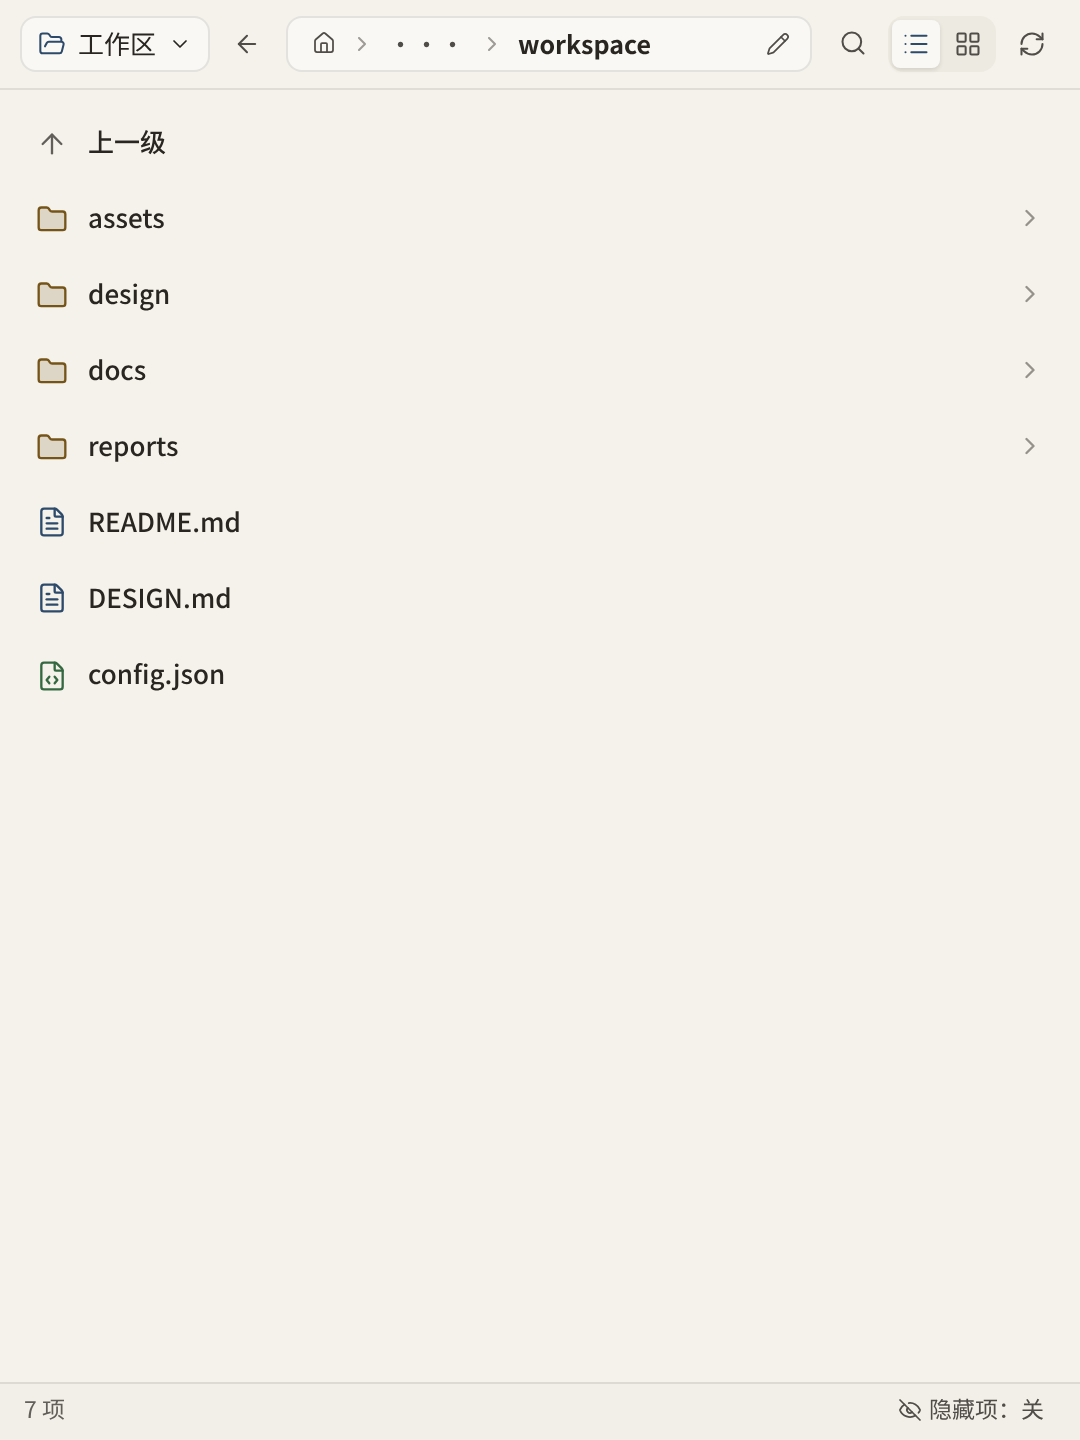 工作区
• • •
workspace
上一级
assets
design
docs
reports
README.md
DESIGN.md
config.json
7 项
隐藏项：关